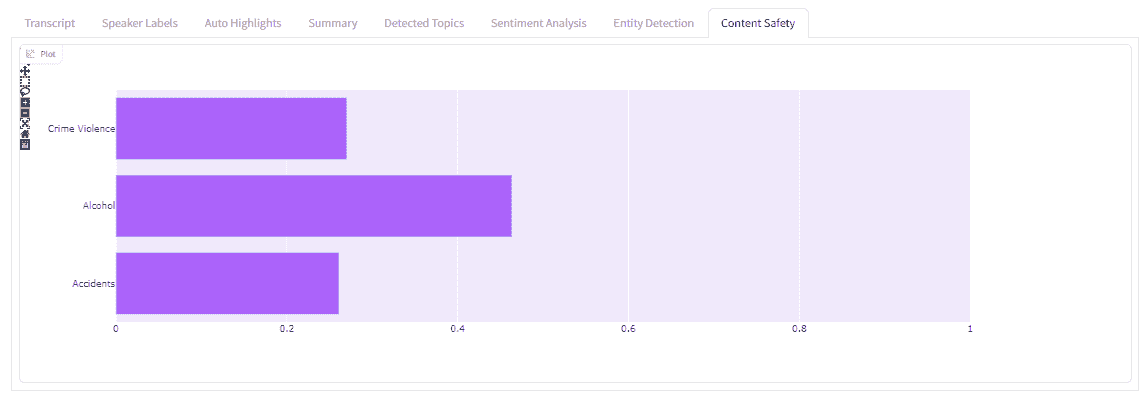 Transcript Speaker Labels Auto Highlights Summary Detected Topics Sentiment Analysis Entity Detection Content Safety
Plot
Crime Violence
Alcohol
Accidents
0 0.2 0.4 0.6 0.8 1